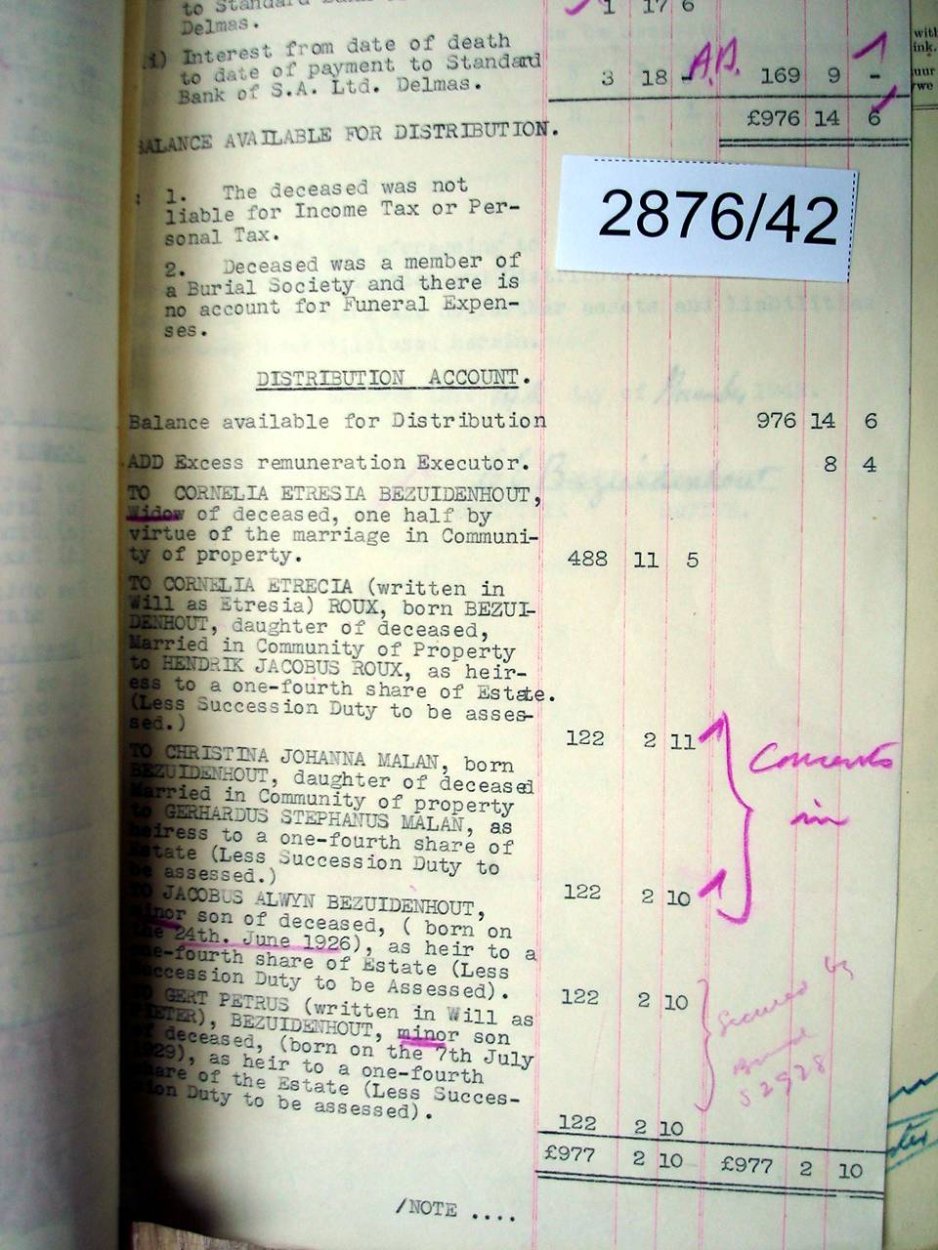 to Standard
Delmas. 1 17 6
i) Interest from date of death
to date of payment to Standard
Bank of S.A. Ltd. Delmas. 3 18 - A.B. 169 9 -
£976 14 6
BALANCE AVAILABLE FOR DISTRIBUTION.
2876/42
: 1. The deceased was not
liable for Income Tax or Per-
sonal Tax.
2. Deceased was a member of
a Burial Society and there is
no account for Funeral Expen-
ses.
DISTRIBUTION ACCOUNT.
Balance available for Distribution 976 14 6
ADD Excess remuneration Executor. 8 4
TO CORNELIA ETRESIA BEZUIDENHOUT,
Widow of deceased, one half by
virtue of the marriage in Communi-
ty of property. 488 11 5
TO CORNELIA ETRECIA (written in
Will as Etresia) ROUX, born BEZUI-
DENHOUT, daughter of deceased,
Married in Community of Property
to HENDRIK JACOBUS ROUX, as heir-
ess to a one-fourth share of Estate.
(Less Succession Duty to be asses-
sed.) 122 2 11
TO CHRISTINA JOHANNA MALAN, born
BEZUIDENHOUT, daughter of deceased
Married in Community of property
to GERHARDUS STEPHANUS MALAN, as
heiress to a one-fourth share of
Estate (Less Succession Duty to
be assessed.) 122 2 10
Consents
in
TO JACOBUS ALWYN BEZUIDENHOUT,
minor son of deceased, ( born on
the 24th. June 1926), as heir to a
one-fourth share of Estate (Less
Succession Duty to be Assessed). 122 2 10
TO GERT PETRUS (written in Will as
PIETER), BEZUIDENHOUT, minor son
of deceased, (born on the 7th July
1929), as heir to a one-fourth
share of the Estate (Less Succes-
sion Duty to be assessed). 122 2 10
Secured by
Bond
S2928
£977 2 10 £977 2 10
/NOTE ....